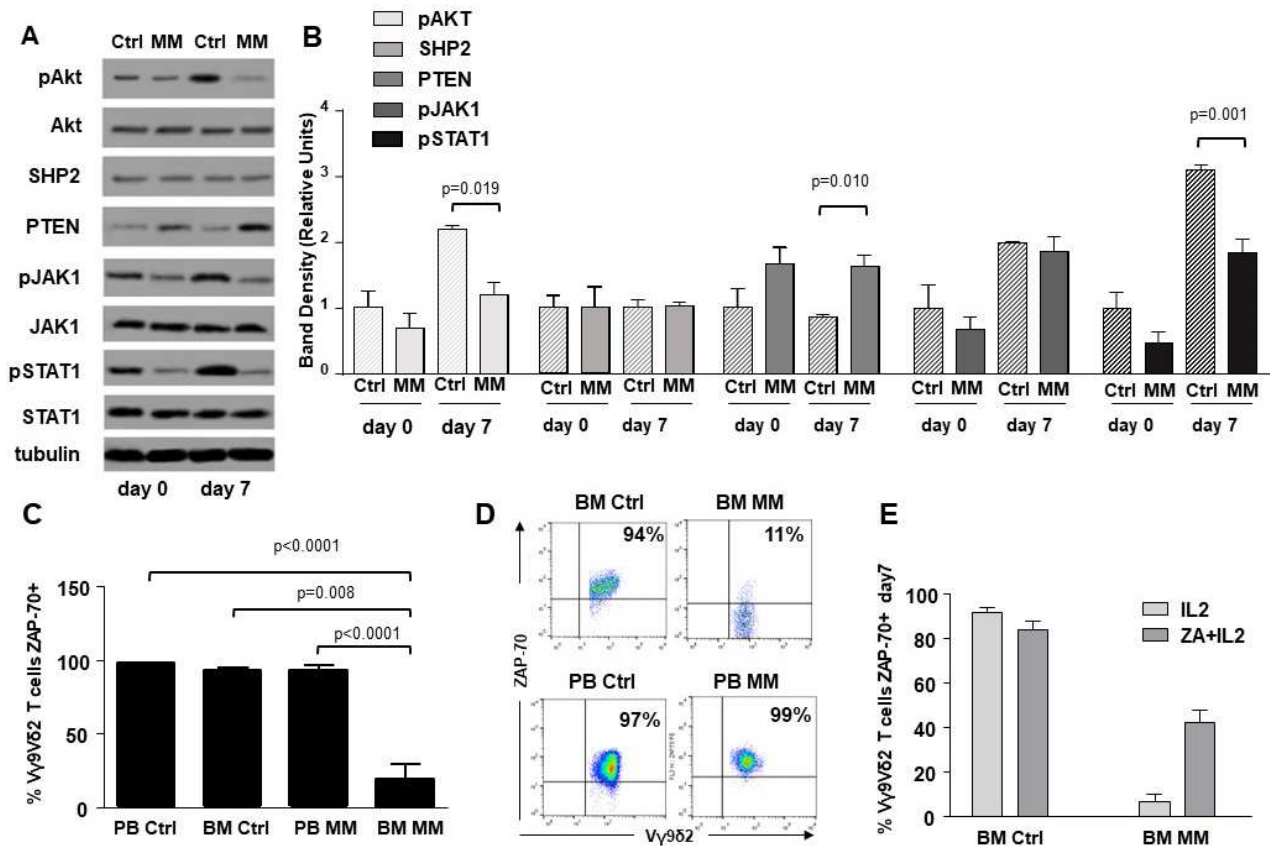 A
Ctrl MM Ctrl MM
pAkt
Akt
SHP2
PTEN
pJAK1
JAK1
pSTAT1
STAT1
tubulin
day 0 day 7
B
pAKT
SHP2
PTEN
pJAK1
pSTAT1
Band Density (Relative Units)
4
3
2
1
0
p=0.019
p=0.010
p=0.001
Ctrl MM Ctrl MM Ctrl MM Ctrl MM Ctrl MM Ctrl MM Ctrl MM Ctrl MM Ctrl MM Ctrl MM
day 0 day 7 day 0 day 7 day 0 day 7 day 0 day 7 day 0 day 7
C
% Vγ9Vδ2 T cells ZAP-70+
150
100
50
0
p<0.0001
p=0.008
p<0.0001
PB Ctrl BM Ctrl PB MM BM MM
D
BM Ctrl BM MM
94% 11%
PB Ctrl PB MM
97% 99%
ZAP-70
Vγ9δ2
E
% Vγ9Vδ2 T cells ZAP-70+ day7
100
80
60
40
20
0
IL2
ZA+IL2
BM Ctrl BM MM